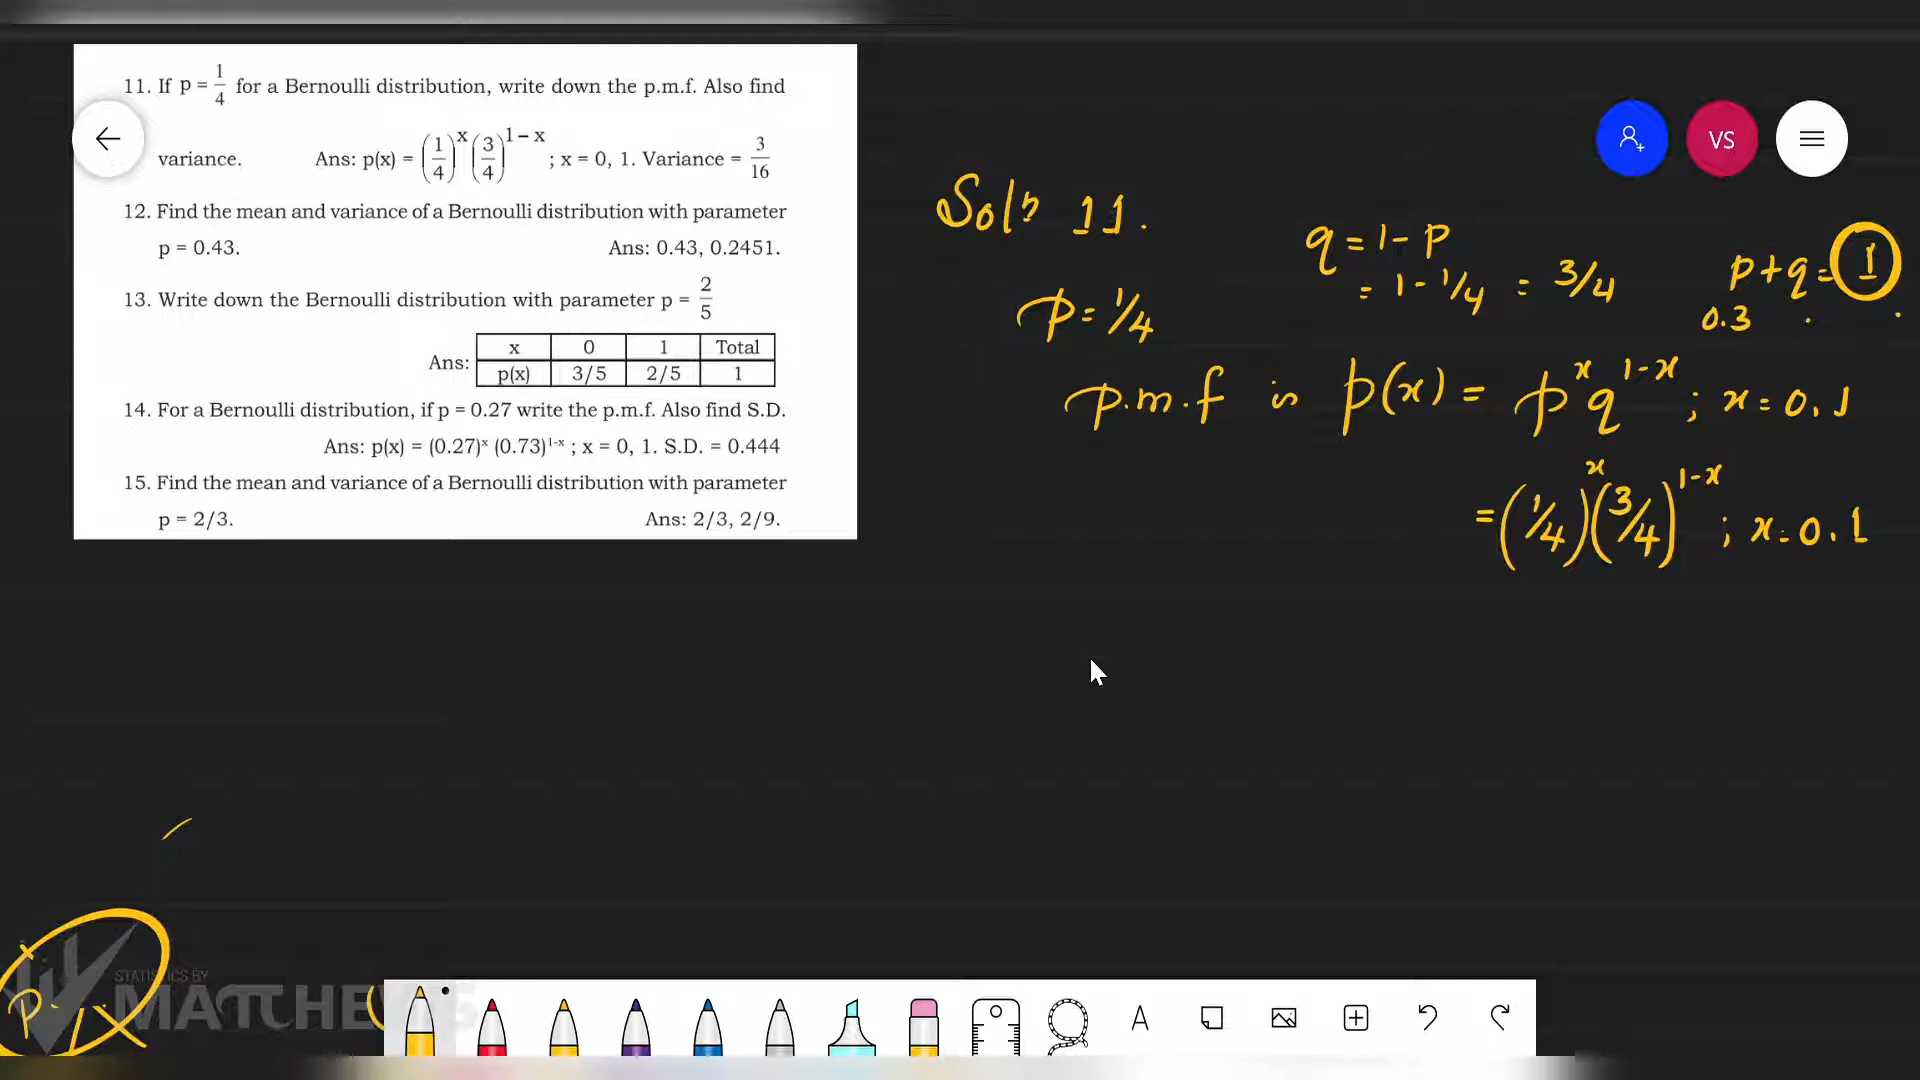 11. If p = 1/4 for a Bernoulli distribution, write down the p.m.f. Also find
variance. Ans: p(x) = (1/4)^x (3/4)^(1 – x) ; x = 0, 1. Variance = 3/16
12. Find the mean and variance of a Bernoulli distribution with parameter
p = 0.43. Ans: 0.43, 0.2451.
13. Write down the Bernoulli distribution with parameter p = 2/5
Ans: x 0 1 Total
p(x) 3/5 2/5 1
14. For a Bernoulli distribution, if p = 0.27 write the p.m.f. Also find S.D.
Ans: p(x) = (0.27)^x (0.73)^(1-x) ; x = 0, 1. S.D. = 0.444
15. Find the mean and variance of a Bernoulli distribution with parameter
p = 2/3. Ans: 2/3, 2/9.
VS
Soln 11.
p = 1/4
q = 1 - p
= 1 - 1/4 = 3/4
p + q = 1
0.3
p.m.f is p(x) = p^x q^(1-x) ; x = 0.1
= (1/4)^x (3/4)^(1-x) ; x = 0.1
STATISTICS BY
A